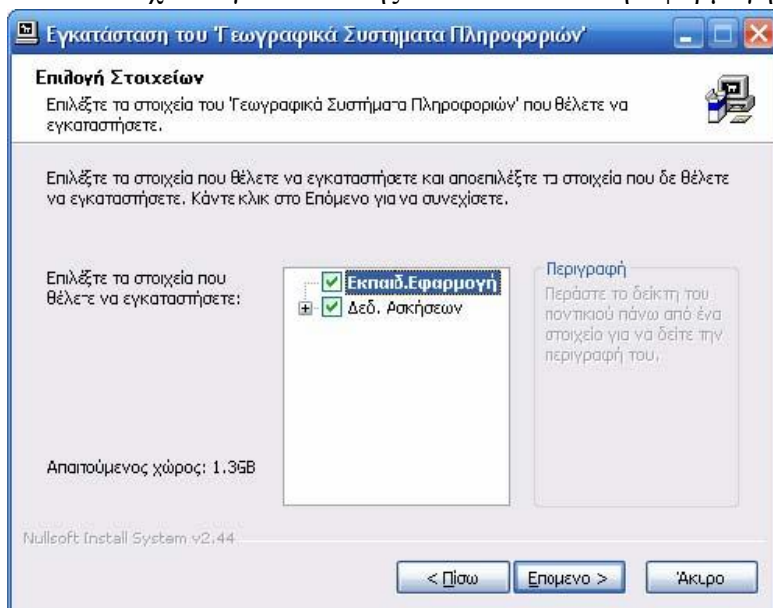 Εγκατάσταση του 'Γεωγραφικά Συστηματα Πληροφοριών'
Επιλογή Στοιχείων
Επιλέξτε τα στοιχεία του 'Γεωγραφικά Συστήματα Πληροφοριών' που θέλετε να
εγκαταστήσετε.
Επιλέξτε τα στοιχεία που θέλετε να εγκαταστήσετε και αποεπιλέξτε τα στοιχεία που δε θέλετε
να εγκαταστήσετε. Κάντε κλικ στο Επόμενο για να συνεχίσετε.
Επιλέξτε τα στοιχεία που
θέλετε να εγκαταστήσετε:
Εκπαιδ.Εφαρμογή
Δεδ. Ασκήσεων
Περιγραφή
Περάστε το δείκτη του
ποντικιού πάνω από ένα
στοιχείο για να δείτε την
περιγραφή του.
Απαιτούμενος χώρος: 1.3GB
Nullsoft Install System v2.44
< Πίσω
Επομενο >
Άκυρο